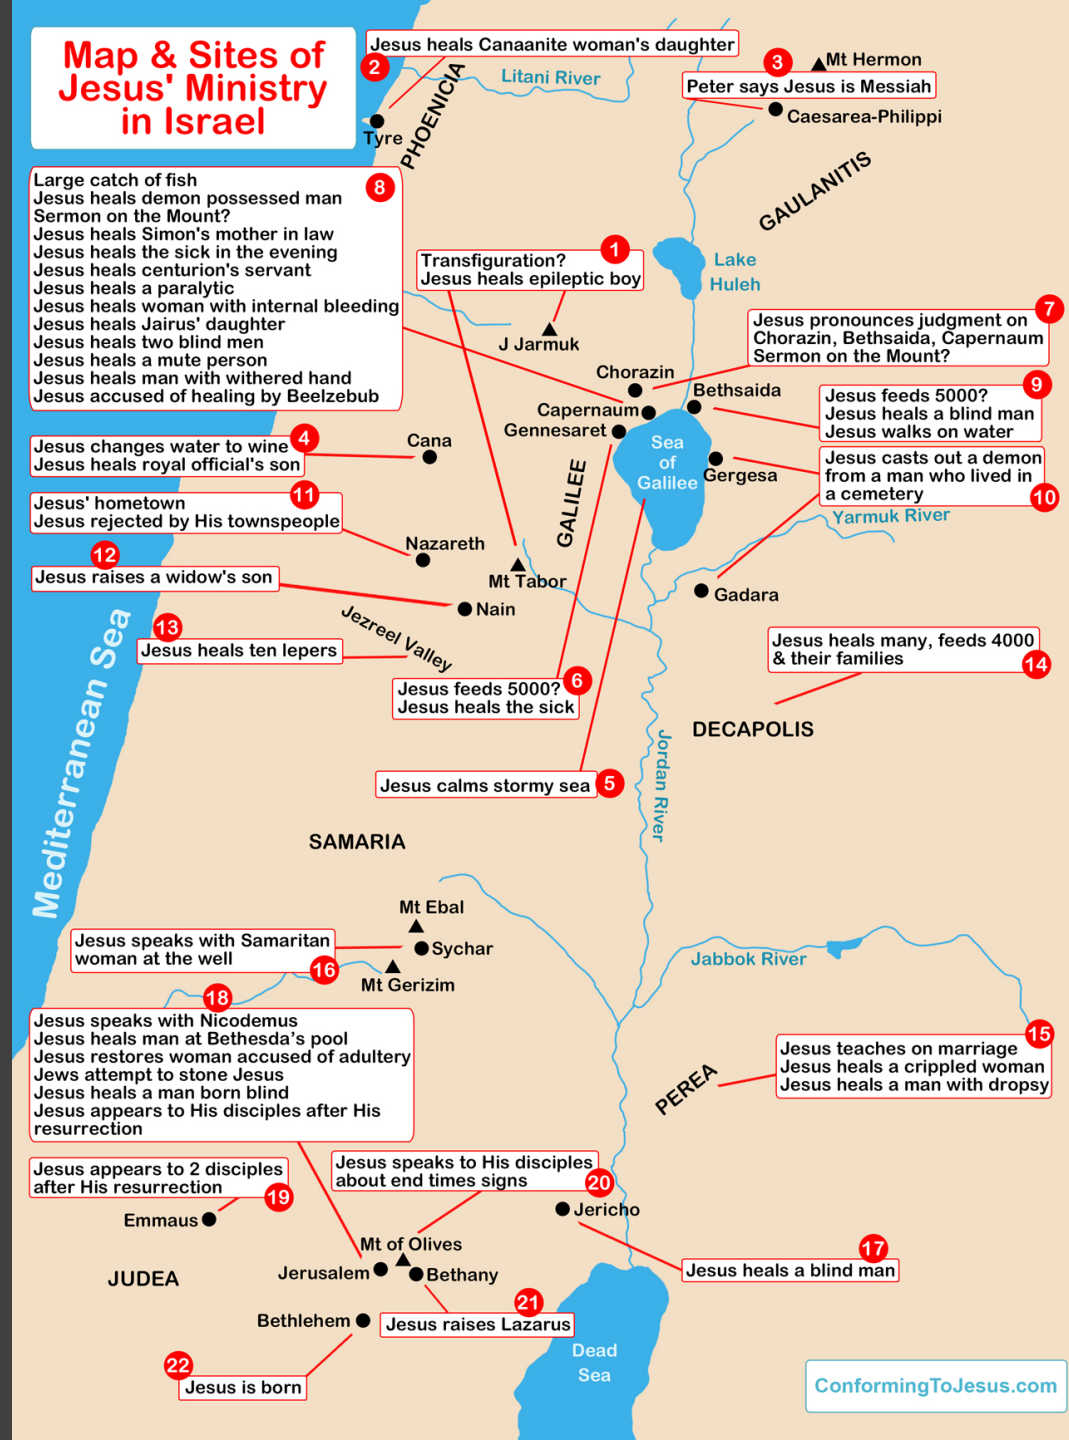 Map & Sites of
Jesus' Ministry
in Israel
Jesus heals Canaanite woman's daughter
2
Litani River
PHOENICIA
Tyre
3
Mt Hermon
Peter says Jesus is Messiah
Caesarea-Philippi
GAULANITIS
Large catch of fish
8
Jesus heals demon possessed man
Sermon on the Mount?
Jesus heals Simon's mother in law
Jesus heals the sick in the evening
Jesus heals centurion's servant
Jesus heals a paralytic
Jesus heals woman with internal bleeding
Jesus heals Jairus' daughter
Jesus heals two blind men
Jesus heals a mute person
Jesus heals man with withered hand
Jesus accused of healing by Beelzebub
1
Transfiguration?
Jesus heals epileptic boy
Lake
Huleh
J Jarmuk
7
Jesus pronounces judgment on
Chorazin, Bethsaida, Capernaum
Sermon on the Mount?
Chorazin
Bethsaida
Capernaum
Gennesaret
9
Jesus feeds 5000?
Jesus heals a blind man
Jesus walks on water
Jesus changes water to wine
4
Jesus heals royal official's son
Cana
Sea
of
Galilee
Gergesa
GALILEE
Jesus casts out a demon
from a man who lived in
a cemetery
10
Yarmuk River
11
Jesus' hometown
Jesus rejected by His townspeople
Nazareth
Mt Tabor
12
Jesus raises a widow's son
Nain
Gadara
Mediterranean Sea
Jezreel Valley
13
Jesus heals ten lepers
Jesus heals many, feeds 4000
& their families
14
6
Jesus feeds 5000?
Jesus heals the sick
DECAPOLIS
Jordan River
Jesus calms stormy sea
5
SAMARIA
Mt Ebal
Jesus speaks with Samaritan
woman at the well
16
Sychar
Mt Gerizim
Jabbok River
18
Jesus speaks with Nicodemus
Jesus heals man at Bethesda's pool
Jesus restores woman accused of adultery
Jews attempt to stone Jesus
Jesus heals a man born blind
Jesus appears to His disciples after His
resurrection
15
Jesus teaches on marriage
Jesus heals a crippled woman
Jesus heals a man with dropsy
PEREA
Jesus appears to 2 disciples
after His resurrection
19
Emmaus
Jesus speaks to His disciples
about end times signs
20
Jericho
Mt of Olives
17
Jesus heals a blind man
JUDEA
Jerusalem
Bethany
21
Jesus raises Lazarus
Bethlehem
22
Jesus is born
Dead
Sea
ConformingToJesus.com